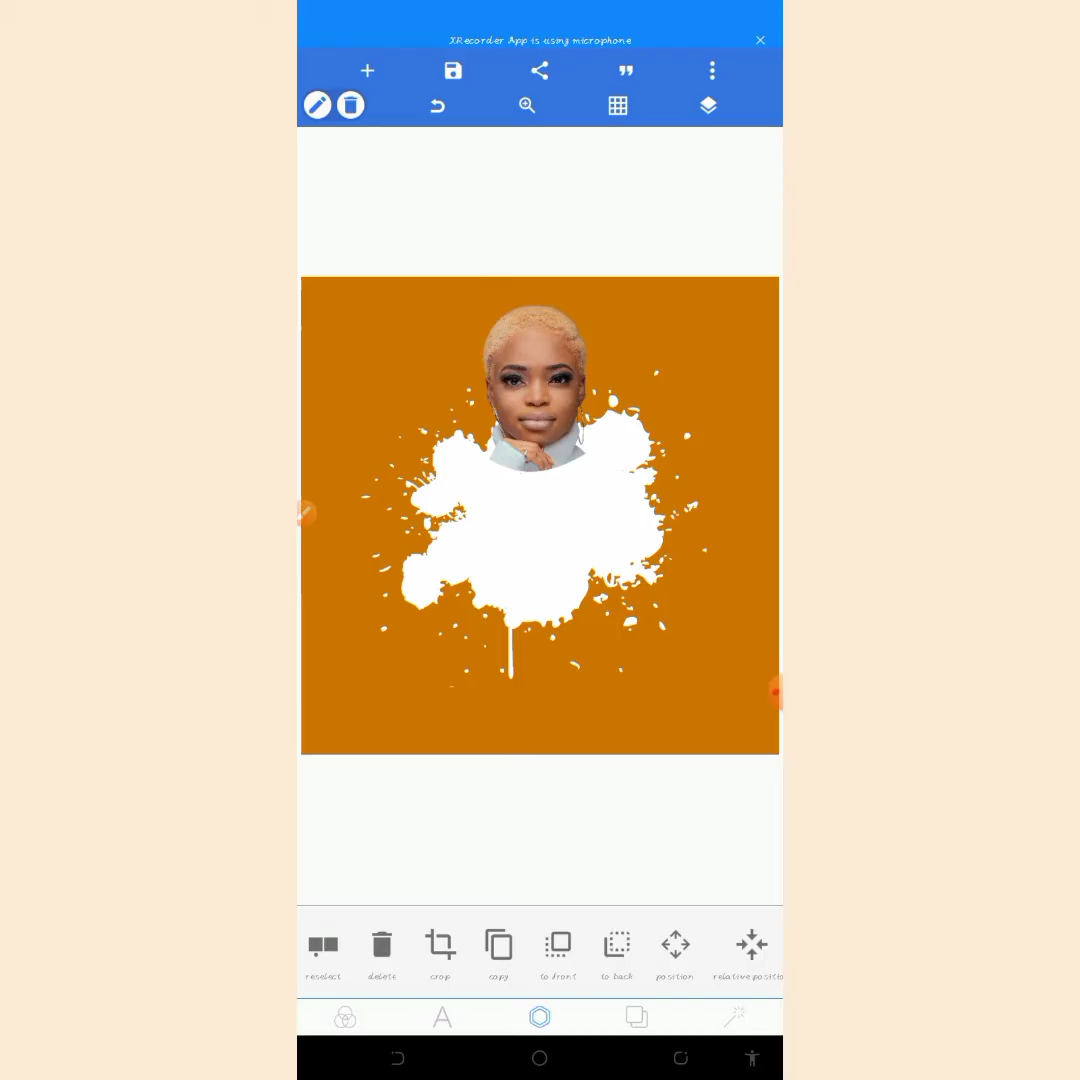 XRecorder App is using microphone
reselect delete crop copy to front to back position relative positio